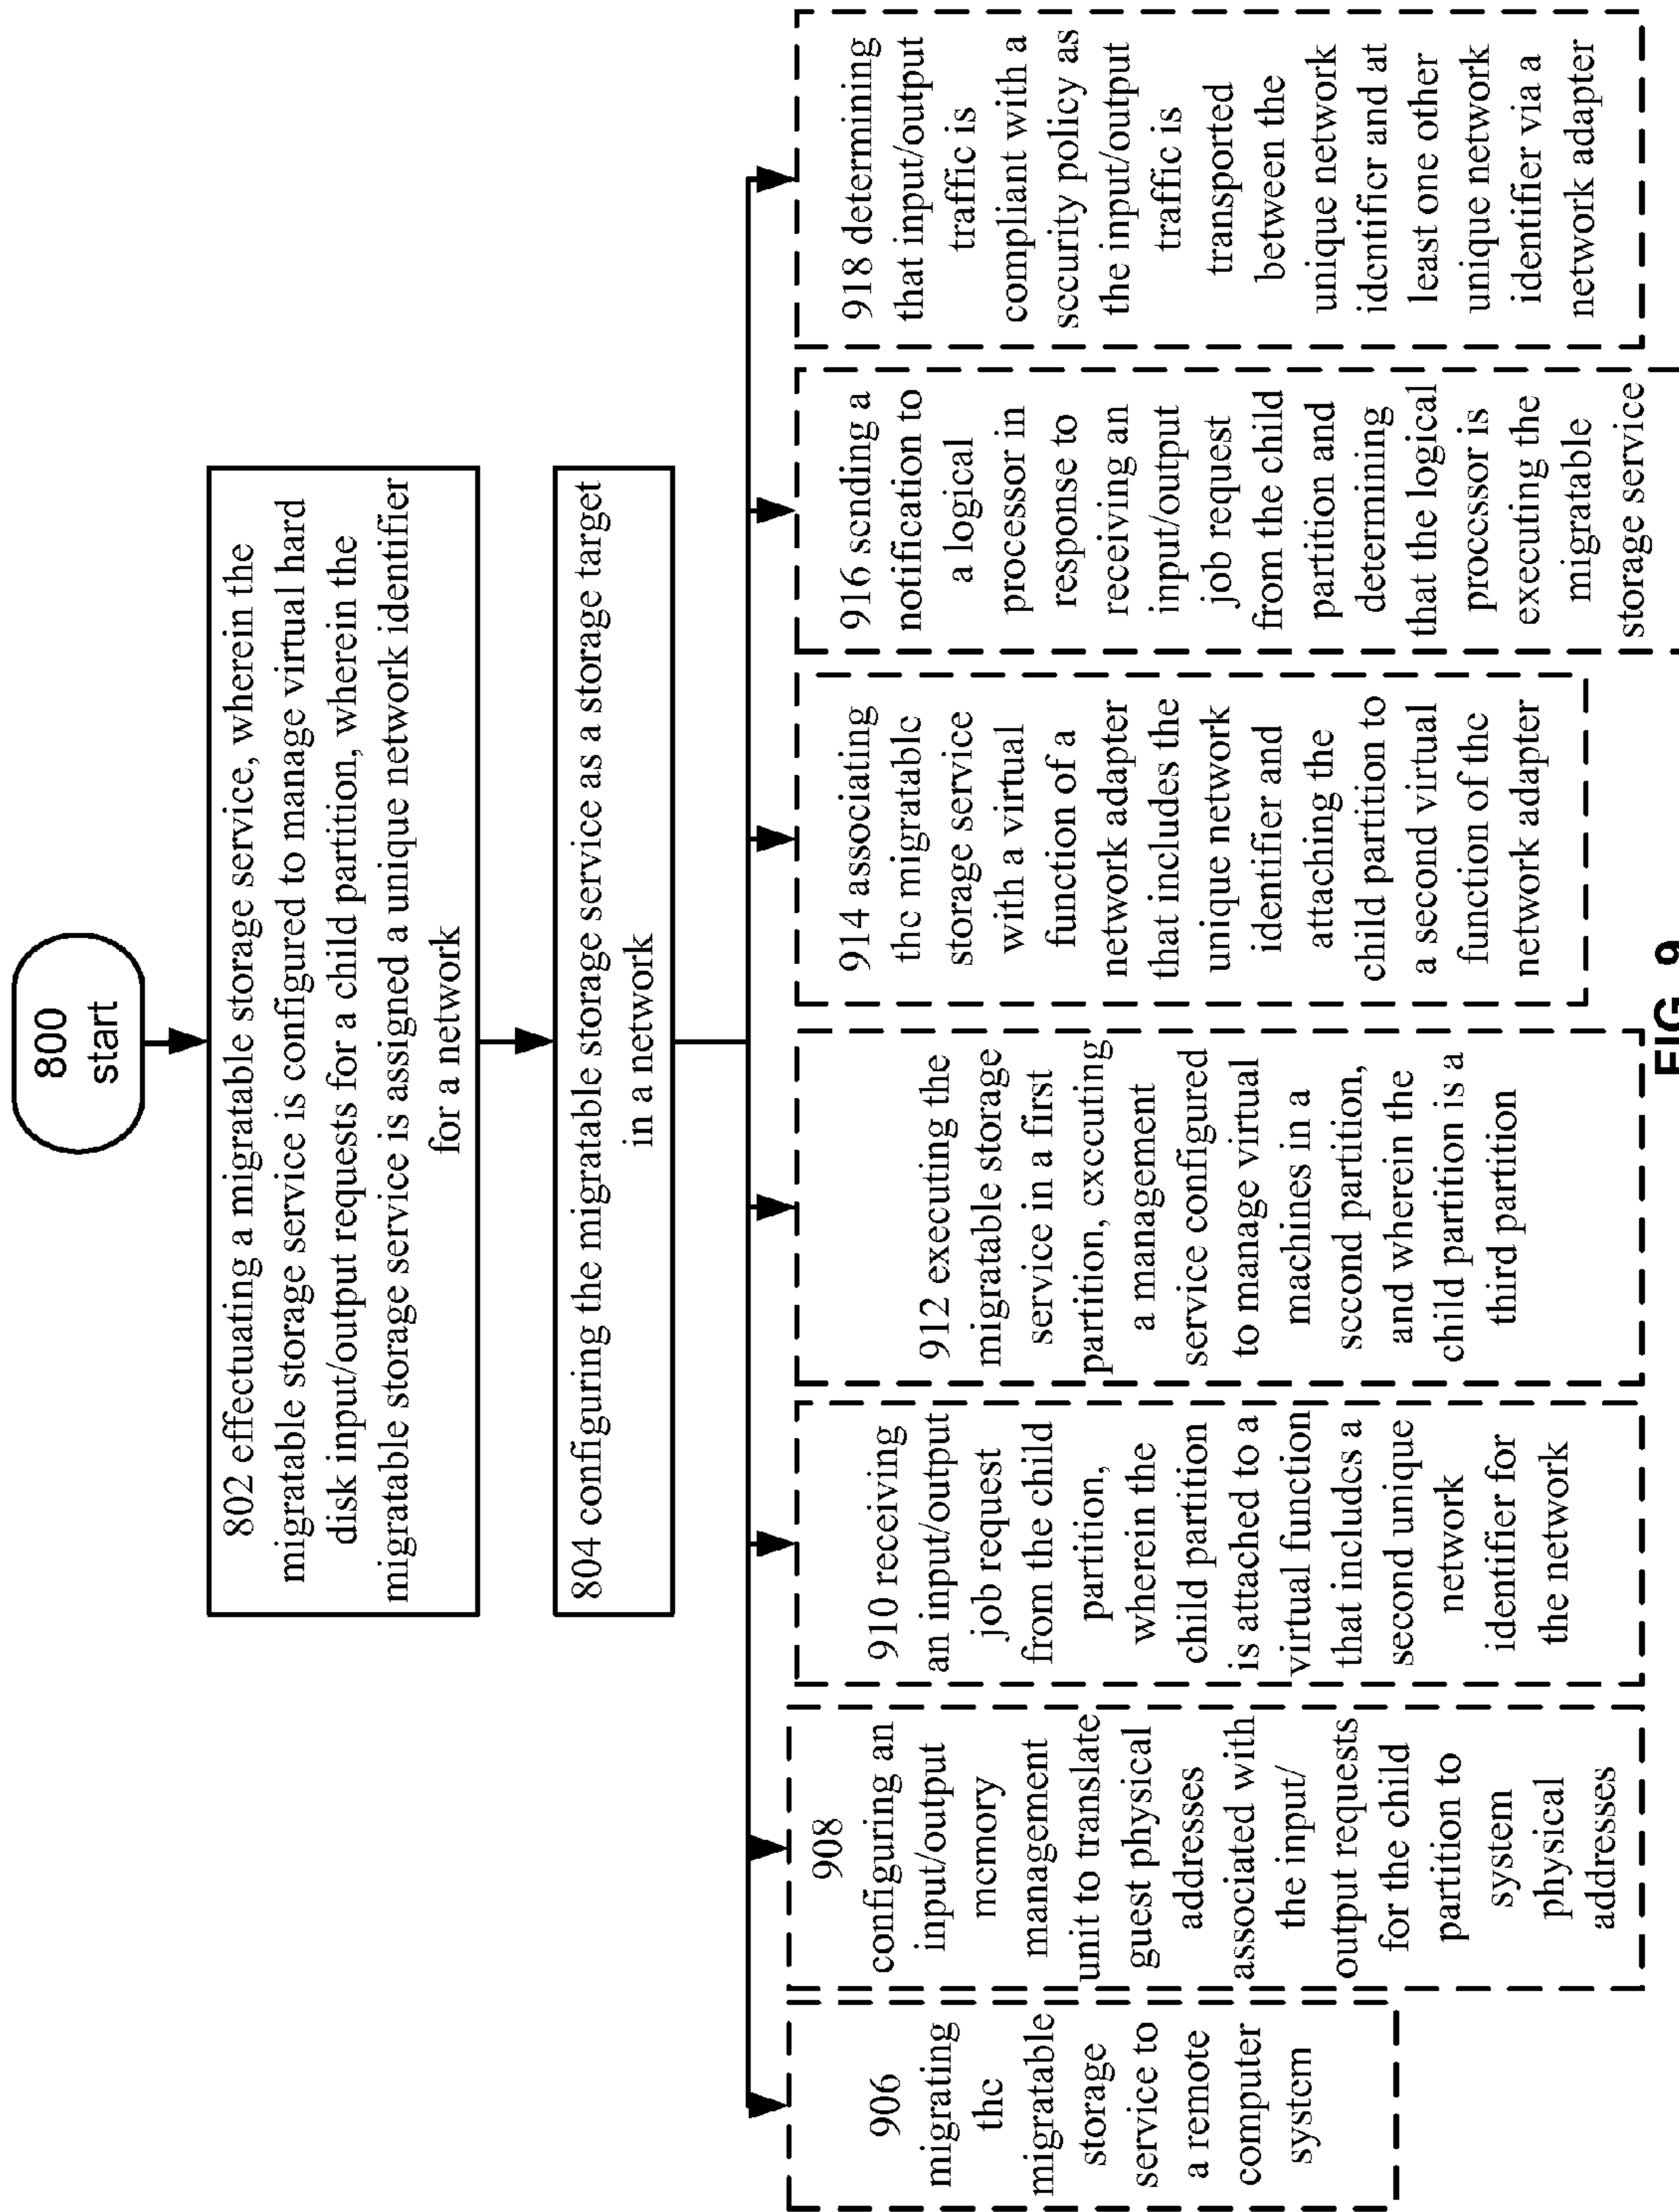 800
start
802 effectuating a migratable storage service, wherein the
migratable storage service is configured to manage virtual hard
disk input/output requests for a child partition, wherein the
migratable storage service is assigned a unique network identifier
for a network
804 configuring the migratable storage service as a storage target
in a network
906
migrating
the
migratable
storage
service to
a remote
computer
system
908
configuring an
input/output
memory
management
unit to translate
guest physical
addresses
associated with
the input/
output requests
for the child
partition to
system
physical
addresses
910 receiving
an input/output
job request
from the child
partition,
wherein the
child partition
is attached to a
virtual function
that includes a
second unique
network
identifier for
the network
912 executing the
migratable storage
service in a first
partition, executing
a management
service configured
to manage virtual
machines in a
second partition,
and wherein the
child partition is a
third partition
914 associating
the migratable
storage service
with a virtual
function of a
network adapter
that includes the
unique network
identifier and
attaching the
child partition to
a second virtual
function of the
network adapter
916 sending a
notification to
a logical
processor in
response to
receiving an
input/output
job request
from the child
partition and
determining
that the logical
processor is
executing the
migratable
storage service
918 determining
that input/output
traffic is
compliant with a
security policy as
the input/output
traffic is
transported
between the
unique network
identifier and at
least one other
unique network
identifier via a
network adapter
FIG. 9